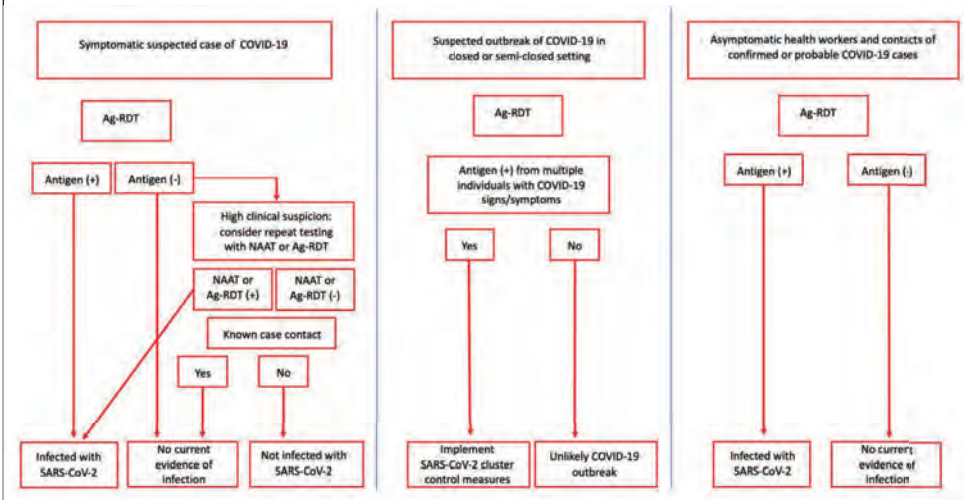 Symptomatic suspected case of COVID-19
Ag-RDT
Antigen (+)
Antigen (-)
High clinical suspicion:
consider repeat testing
with NAAT or Ag-RDT
NAAT or
Ag-RDT (+)
NAAT or
Ag-RDT (-)
Known case contact
Yes
No
Infected with
SARS-CoV-2
No current
evidence of
infection
Not infected with
SARS-CoV-2
Suspected outbreak of COVID-19 in
closed or semi-closed setting
Ag-RDT
Antigen (+) from multiple
individuals with COVID-19
signs/symptoms
Yes
No
Implement
SARS-CoV-2 cluster
control measures
Unlikely COVID-19
outbreak
Asymptomatic health workers and contacts of
confirmed or probable COVID-19 cases
Ag-RDT
Antigen (+)
Antigen (-)
Infected with
SARS-CoV-2
No current
evidence of
infection